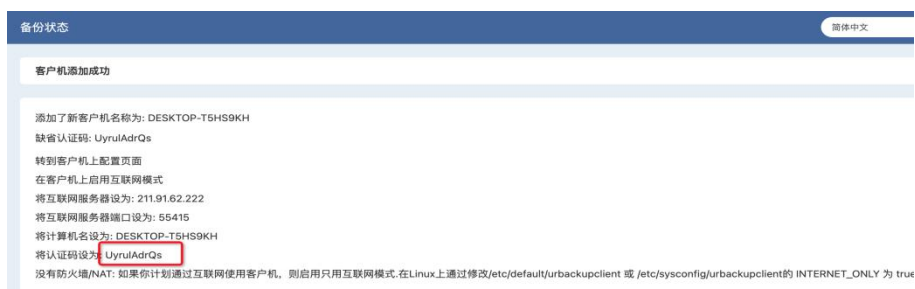 备份状态
简体中文
客户机添加成功
添加了新客户机名称为: DESKTOP-T5HS9KH
缺省认证码: UyrulAdrQs
转到客户机上配置页面
在客户机上启用互联网模式
将互联网服务器设为: 211.91.62.222
将互联网服务器端口设为: 55415
将计算机名设为: DESKTOP-T5HS9KH
将认证码设为: UyrulAdrQs
没有防火墙/NAT: 如果你计划通过互联网使用客户机，则启用只用互联网模式.在Linux上通过修改/etc/default/urbackupclient 或 /etc/sysconfig/urbackupclient的 INTERNET_ONLY 为 true